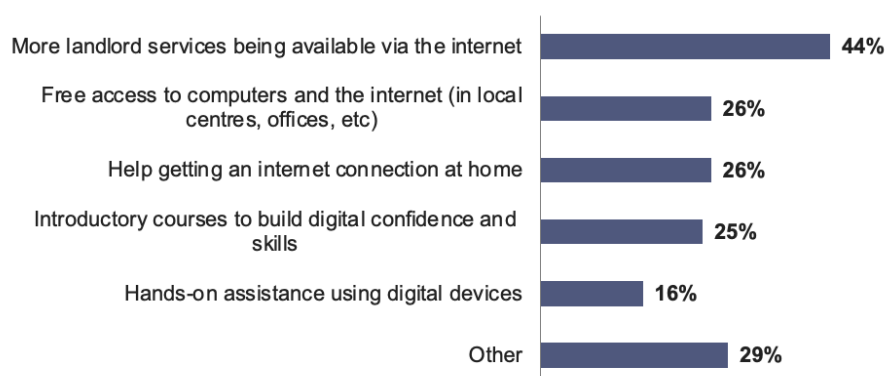 More landlord services being available via the internet
44%
Free access to computers and the internet (in local
centres, offices, etc)
26%
Help getting an internet connection at home
26%
Introductory courses to build digital confidence and
skills
25%
Hands-on assistance using digital devices
16%
Other
29%